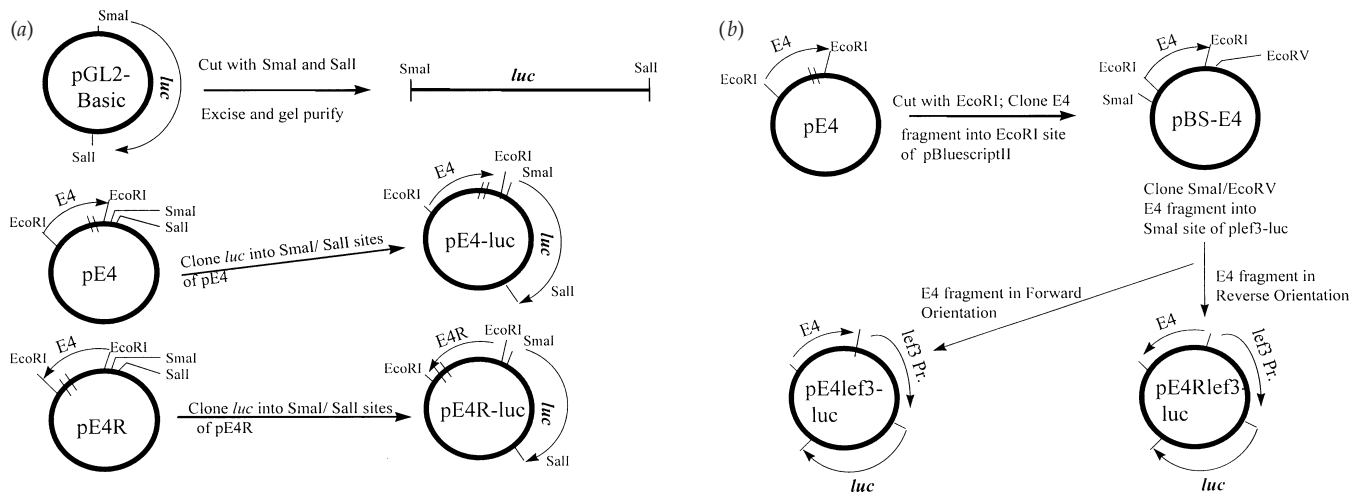 (a)
SmaI
pGL2-
Basic
luc
SalI
Cut with SmaI and SalI
Excise and gel purify
SmaI
luc
SalI
EcoRI
E4
EcoRI
SmaI
SalI
pE4
Clone luc into SmaI/ SalI sites
of pE4
EcoRI
E4
EcoRI
SmaI
pE4-luc
luc
SalI
EcoRI
E4
EcoRI
SmaI
SalI
pE4R
Clone luc into SmaI/ SalI sites
of pE4R
EcoRI
E4R
EcoRI
SmaI
pE4R-luc
luc
SalI
(b)
EcoRI
E4
EcoRI
pE4
Cut with EcoRI; Clone E4
fragment into EcoRI site
of pBluescriptII
E4
EcoRI
EcoRV
EcoRI
SmaI
pBS-E4
Clone SmaI/EcoRV
E4 fragment into
SmaI site of plef3-luc
E4 fragment in Forward
Orientation
E4 fragment in
Reverse Orientation
E4
lef3 Pr.
pE4lef3-
luc
luc
E4
lef3 Pr.
pE4Rlef3-
luc
luc